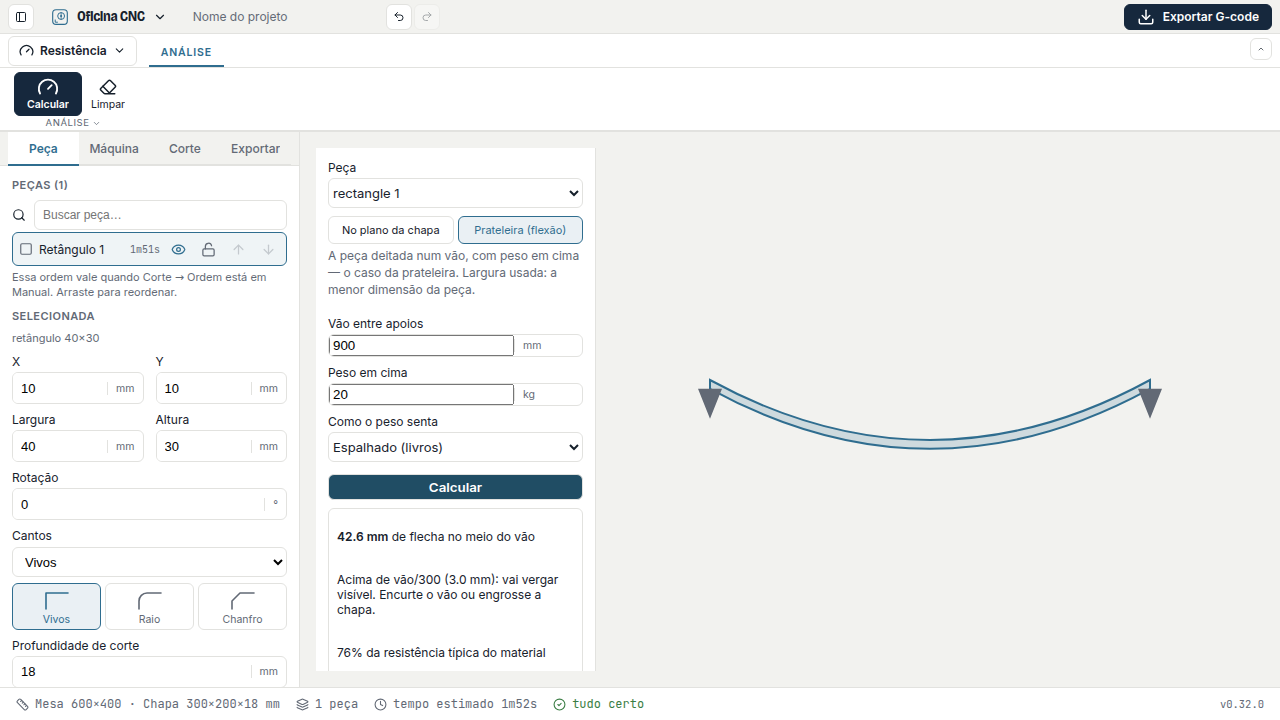 Oficina CNC
Nome do projeto
Exportar G-code
Resistência
ANÁLISE
Calcular
Limpar
ANÁLISE
Peça
Máquina
Corte
Exportar
PEÇAS (1)
Buscar peça…
Retângulo 1
1m51s
Essa ordem vale quando Corte → Ordem está em
Manual. Arraste para reordenar.
SELECIONADA
retângulo 40×30
X
Y
10 mm
10 mm
Largura
Altura
40 mm
30 mm
Rotação
0 °
Cantos
Vivos
Vivos
Raio
Chanfro
Profundidade de corte
18 mm
Peça
rectangle 1
No plano da chapa
Prateleira (flexão)
A peça deitada num vão, com peso em cima
— o caso da prateleira. Largura usada: a
menor dimensão da peça.
Vão entre apoios
900 mm
Peso em cima
20 kg
Como o peso senta
Espalhado (livros)
Calcular
42.6 mm de flecha no meio do vão
Acima de vão/300 (3.0 mm): vai vergar
visível. Encurte o vão ou engrosse a
chapa.
76% da resistência típica do material
Mesa 600×400 · Chapa 300×200×18 mm
1 peça
tempo estimado 1m52s
tudo certo
v0.32.0